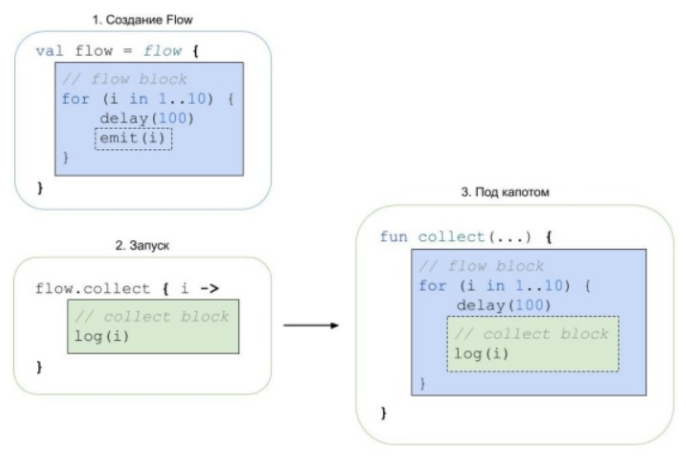 1. Создание Flow
val flow = flow {
// flow block
for (i in 1..10) {
delay(100)
emit(i)
}
}
2. Запуск
flow.collect { i ->
// collect block
log(i)
}
3. Под капотом
fun collect(...) {
// flow block
for (i in 1..10) {
delay(100)
// collect block
log(i)
}
}